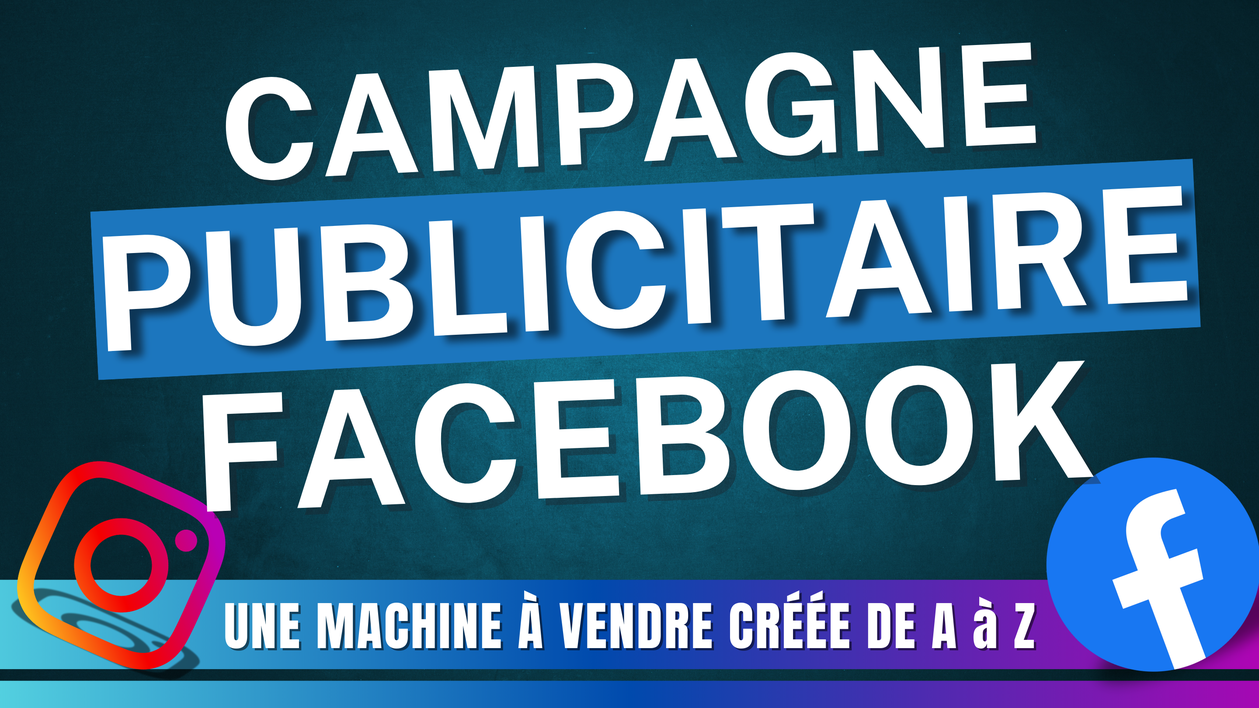 CAMPAGNE
PUBLICITAIRE
FACEBOOK
UNE MACHINE À VENDRE CRÉÉE DE A à Z